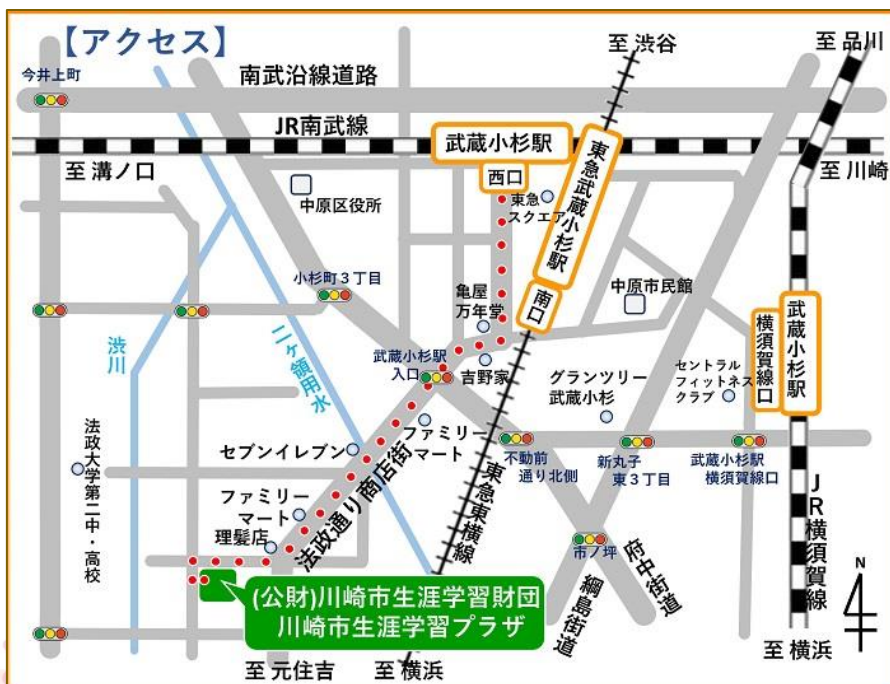 【アクセス】
至 渋谷
至 品川
今井上町
南武沿線道路
JR南武線
武蔵小杉駅
西口
至 溝ノ口
至 川崎
中原区役所
東急
スクエア
東急武蔵小杉駅
南口
小杉町3丁目
中原市民館
亀屋
万年堂
吉野家
武蔵小杉駅
入口
渋川
二ヶ領用水
グランツリー
武蔵小杉
セントラル
フィットネス
クラブ
横須賀線口
武蔵小杉駅
法政大学第二中・高校
セブンイレブン
ファミリー
マート
法政通り商店街
ファミリー
マート
理髪店
東急東横線
不動前
通り北側
新丸子
東3丁目
武蔵小杉駅
横須賀線口
JR横須賀線
市ノ坪
府中街道
綱島街道
N
(公財)川崎市生涯学習財団
川崎市生涯学習プラザ
至 元住吉
至 横浜
至 横浜